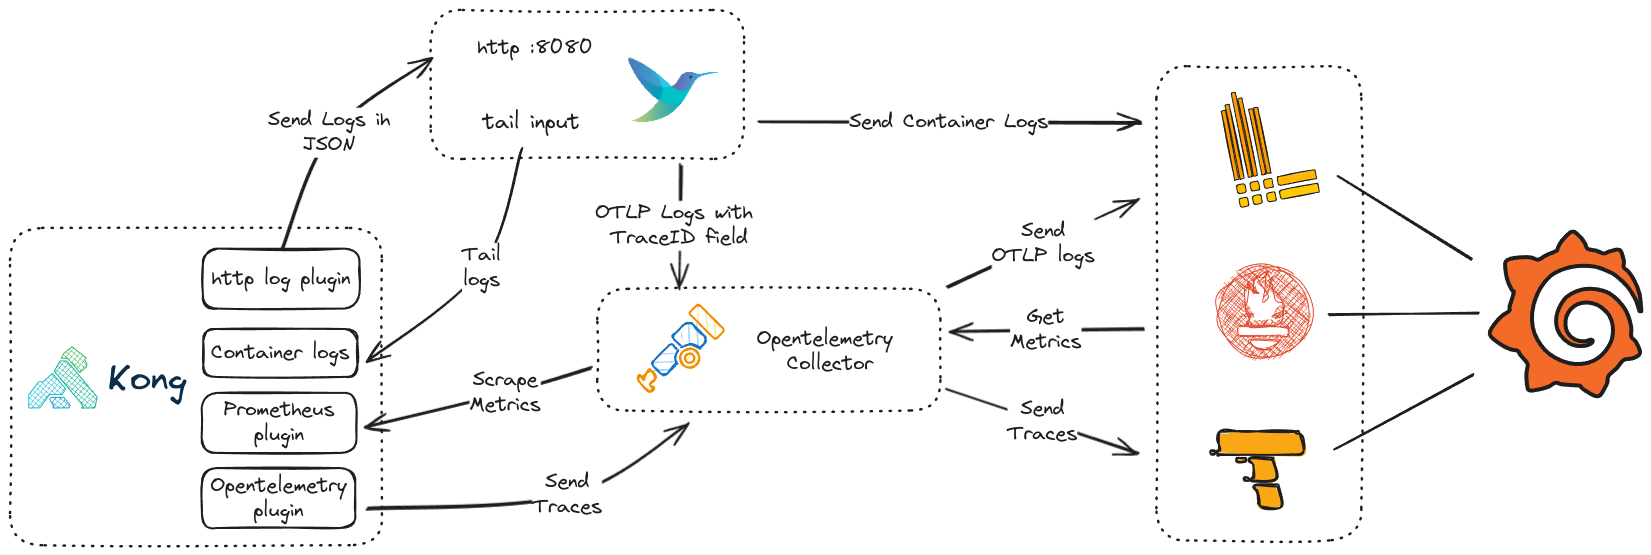 http :8080
tail input
Send Logs in
JSON
Send Container Logs
OTLP Logs with
TraceID field
Tail
logs
Send
OTLP logs
http log plugin
Container logs
Kong
Prometheus
plugin
Opentelemetry
plugin
Scrape
Metrics
Send
Traces
Opentelemetry
Collector
Get
Metrics
Send
Traces